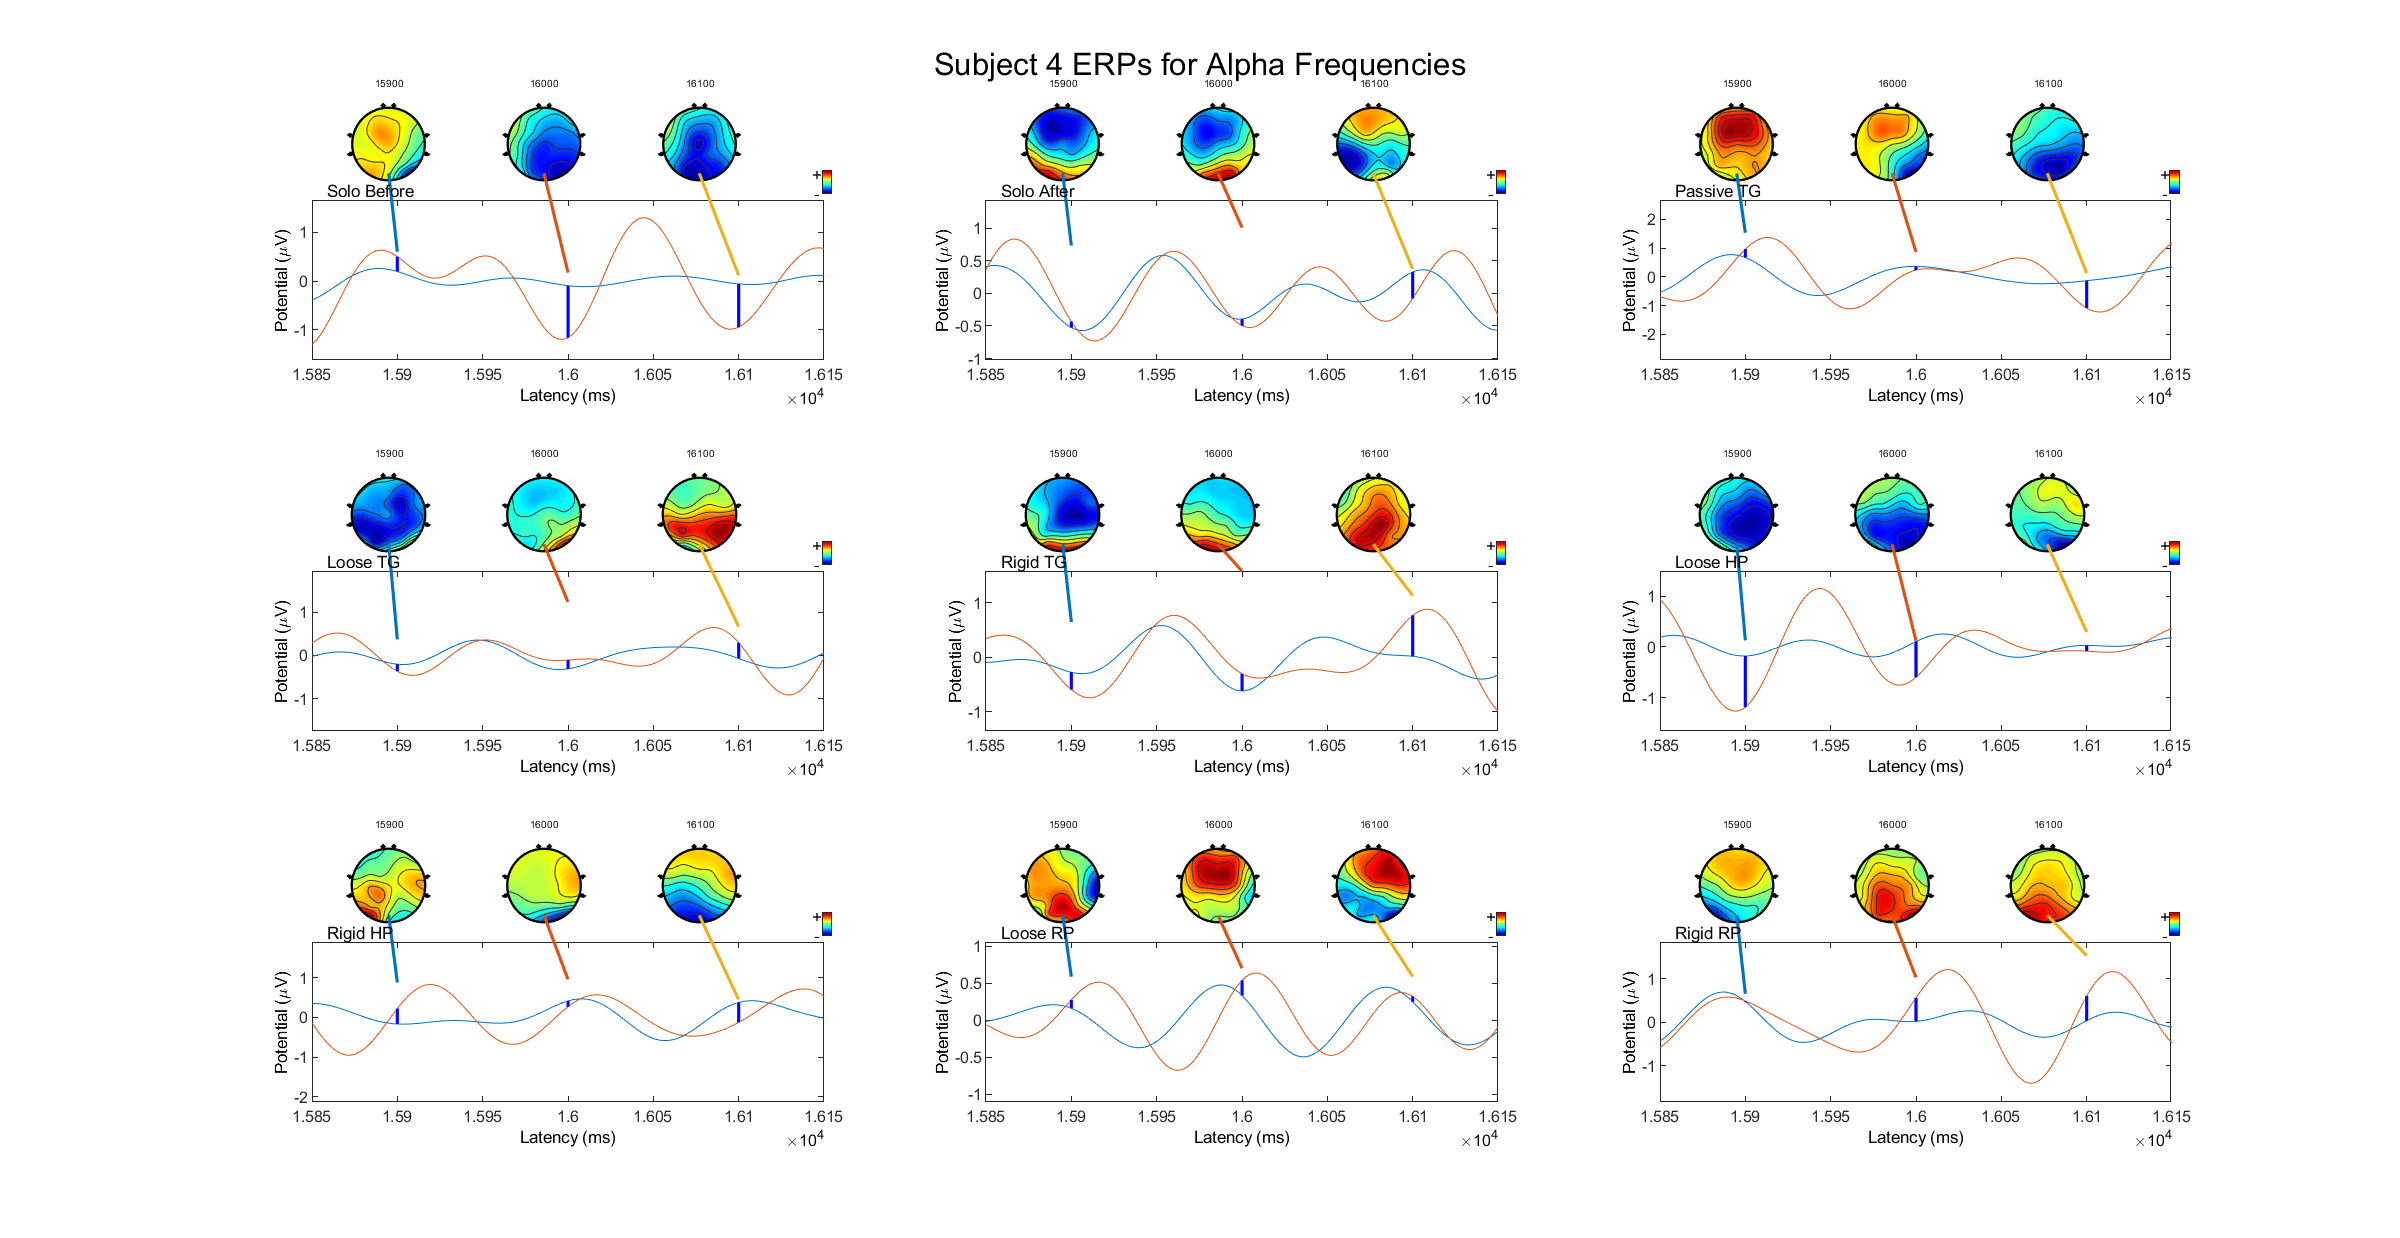 Subject 4 ERPs for Alpha Frequencies
15900 16000 16100
+
-
Solo Before
Potential (μV)
1
0
-1
1.585 1.59 1.595 1.6 1.605 1.61 1.615
Latency (ms)
×10^4
15900 16000 16100
+
-
Solo After
Potential (μV)
1
0.5
0
-0.5
-1
1.585 1.59 1.595 1.6 1.605 1.61 1.615
Latency (ms)
×10^4
15900 16000 16100
+
-
Passive TG
Potential (μV)
2
1
0
-1
-2
1.585 1.59 1.595 1.6 1.605 1.61 1.615
Latency (ms)
×10^4
15900 16000 16100
+
-
Loose TG
Potential (μV)
1
0
-1
1.585 1.59 1.595 1.6 1.605 1.61 1.615
Latency (ms)
×10^4
15900 16000 16100
+
-
Rigid TG
Potential (μV)
1
0
-1
1.585 1.59 1.595 1.6 1.605 1.61 1.615
Latency (ms)
×10^4
15900 16000 16100
+
-
Loose HP
Potential (μV)
1
0
-1
1.585 1.59 1.595 1.6 1.605 1.61 1.615
Latency (ms)
×10^4
15900 16000 16100
+
-
Rigid HP
Potential (μV)
1
0
-1
-2
1.585 1.59 1.595 1.6 1.605 1.61 1.615
Latency (ms)
×10^4
15900 16000 16100
+
-
Loose RP
Potential (μV)
1
0.5
0
-0.5
-1
1.585 1.59 1.595 1.6 1.605 1.61 1.615
Latency (ms)
×10^4
15900 16000 16100
+
-
Rigid RP
Potential (μV)
1
0
-1
1.585 1.59 1.595 1.6 1.605 1.61 1.615
Latency (ms)
×10^4